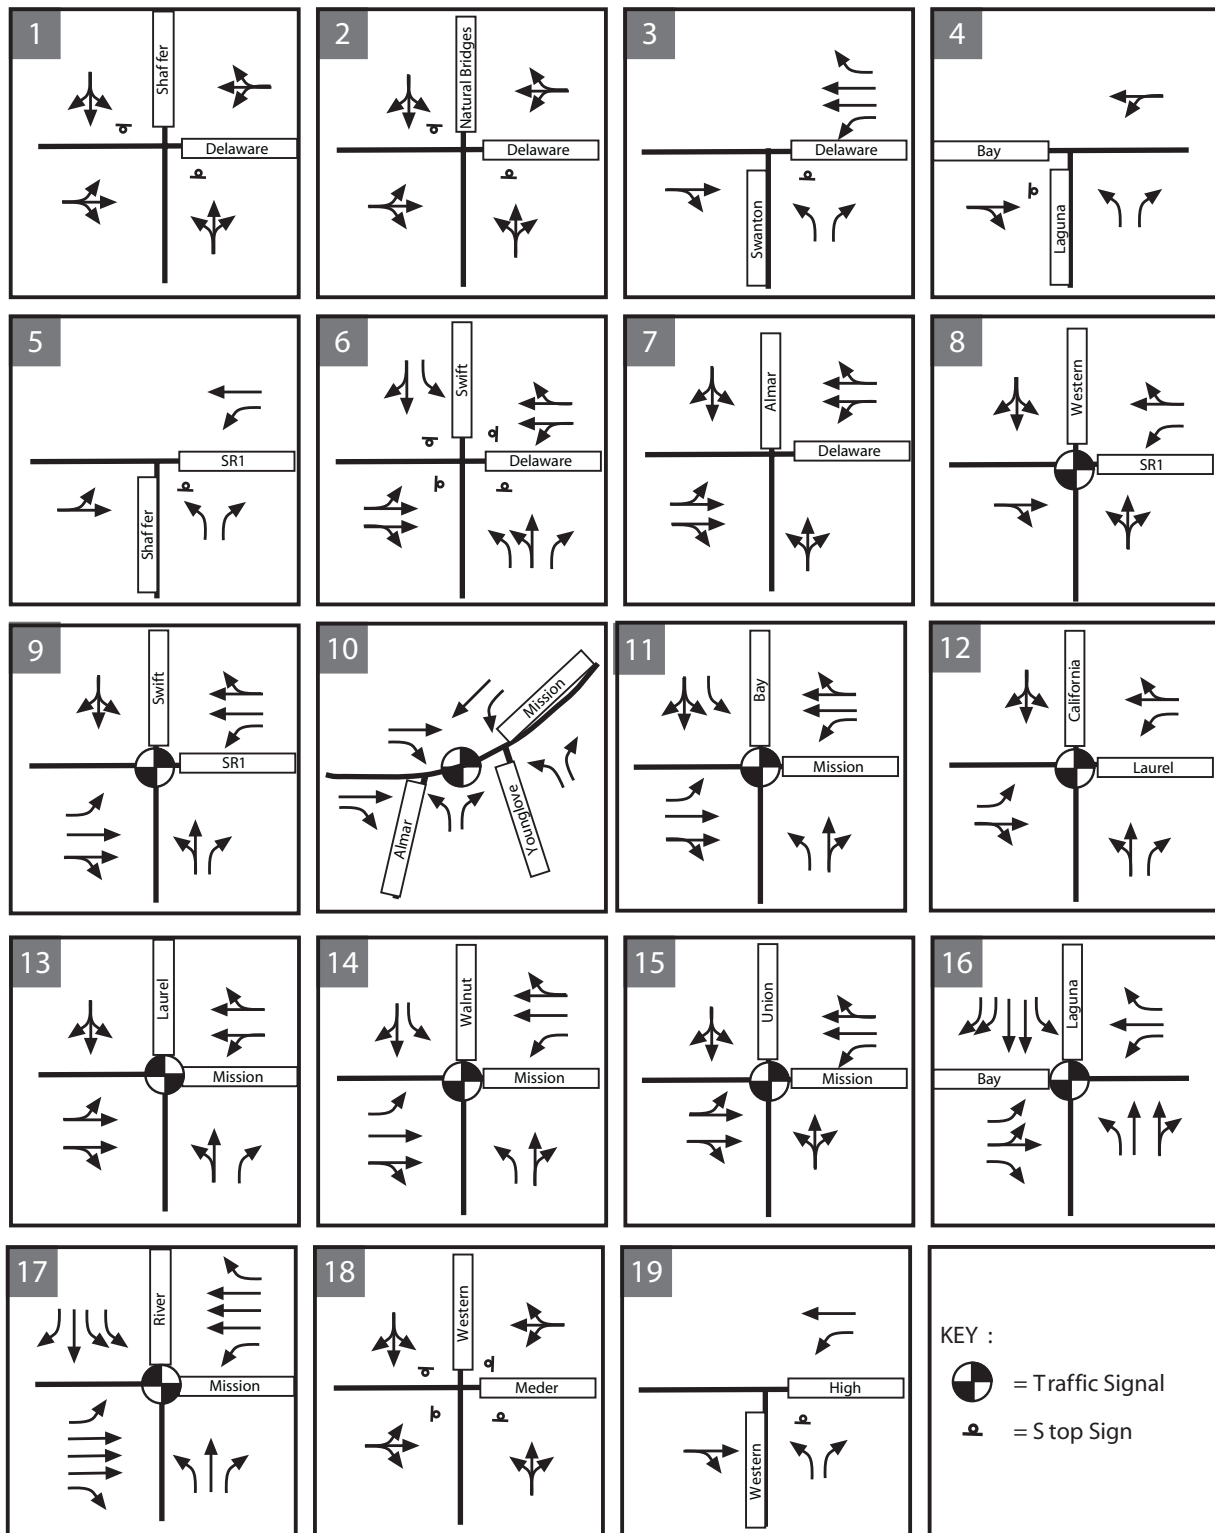 1
Shaf fer
Delaware
2
Natural Bridges
Delaware
3
Delaware
Swanton
4
Bay
Laguna
5
SR1
Shaf fer
6
Swift
Delaware
7
Almar
Delaware
8
Western
SR1
9
Swift
SR1
10
Mission
Almar
Younglove
11
Bay
Mission
12
California
Laurel
13
Laurel
Mission
14
Walnut
Mission
15
Union
Mission
16
Laguna
Bay
17
River
Mission
18
Western
Meder
19
High
Western
KEY :
= Traffic Signal
= S top Sign